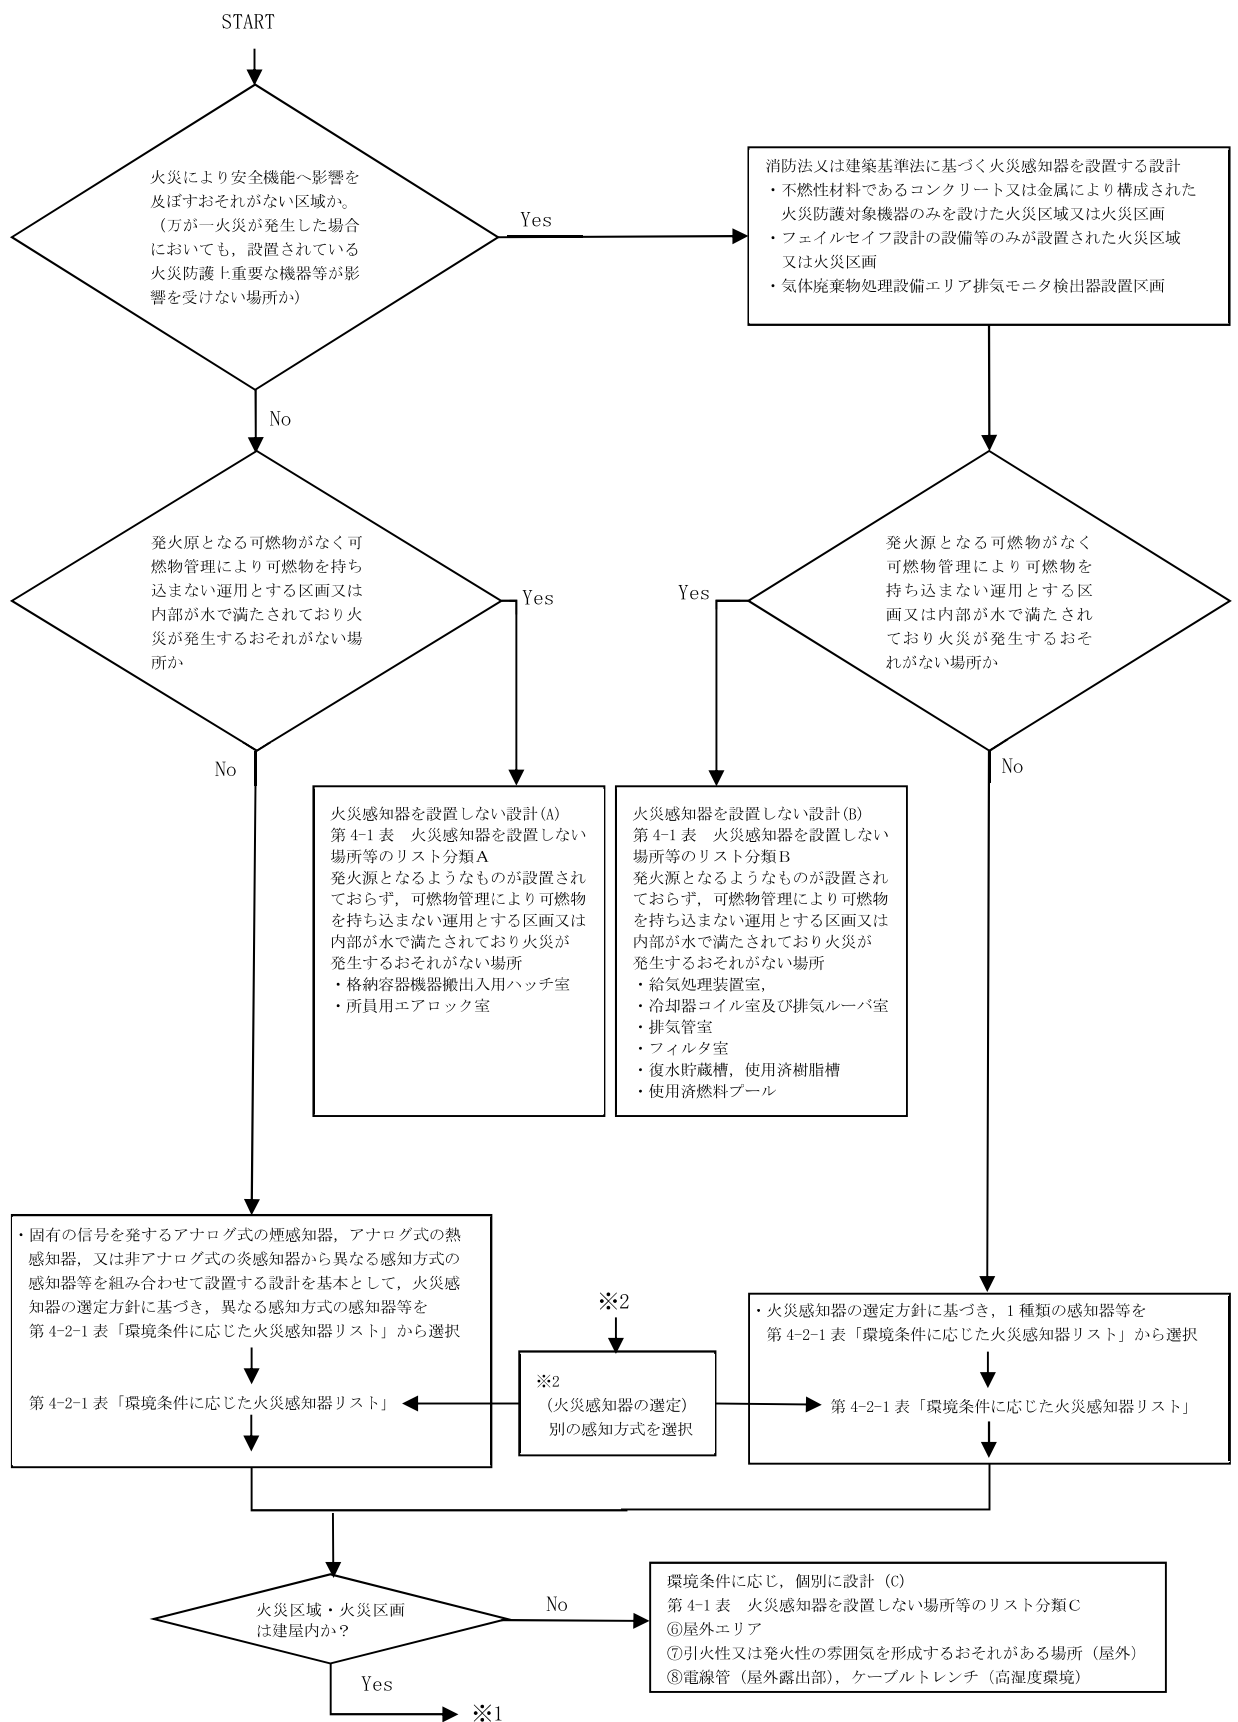 START
火災により安全機能へ影響を
及ぼすおそれがない区域か。
（万が一火災が発生した場合
においても，設置されている
火災防護上重要な機器等が影
響を受けない場所か）
Yes
消防法又は建築基準法に基づく火災感知器を設置する設計
・不燃性材料であるコンクリート又は金属により構成された
火災防護対象機器のみを設けた火災区域又は火災区画
・フェイルセイフ設計の設備等のみが設置された火災区域
又は火災区画
・気体廃棄物処理設備エリア排気モニタ検出器設置区画
No
発火原となる可燃物がなく可
燃物管理により可燃物を持ち
込まない運用とする区画又は
内部が水で満たされており火
災が発生するおそれがない場
所か
Yes
No
発火源となる可燃物がなく
可燃物管理により可燃物を
持ち込まない運用とする区
画又は内部が水で満たされ
ており火災が発生するおそ
れがない場所か
Yes
No
火災感知器を設置しない設計(A)
第 4-1 表　火災感知器を設置しない
場所等のリスト分類A
発火源となるようなものが設置され
ておらず，可燃物管理により可燃物
を持ち込まない運用とする区画又は
内部が水で満たされており火災が
発生するおそれがない場所
・格納容器機器搬出入用ハッチ室
・所員用エアロック室
火災感知器を設置しない設計(B)
第 4-1 表　火災感知器を設置しない
場所等のリスト分類B
発火源となるようなものが設置され
ておらず，可燃物管理により可燃物
を持ち込まない運用とする区画又は
内部が水で満たされており火災が
発生するおそれがない場所
・給気処理装置室，
・冷却器コイル室及び排気ルーバ室
・排気管室
・フィルタ室
・復水貯蔵槽，使用済樹脂槽
・使用済燃料プール
・固有の信号を発するアナログ式の煙感知器，アナログ式の熱
感知器，又は非アナログ式の炎感知器から異なる感知方式の
感知器等を組み合わせて設置する設計を基本として，火災感
知器の選定方針に基づき，異なる感知方式の感知器等を
第 4-2-1 表「環境条件に応じた火災感知器リスト」から選択
第 4-2-1 表「環境条件に応じた火災感知器リスト」
※2
※2
（火災感知器の選定）
別の感知方式を選択
・火災感知器の選定方針に基づき，1 種類の感知器等を
第 4-2-1 表「環境条件に応じた火災感知器リスト」から選択
第 4-2-1 表「環境条件に応じた火災感知器リスト」
火災区域・火災区画
は建屋内か？
No
環境条件に応じ，個別に設計（C）
第 4-1 表　火災感知器を設置しない場所等のリスト分類C
⑥屋外エリア
⑦引火性又は発火性の雰囲気を形成するおそれがある場所（屋外）
⑧電線管（屋外露出部），ケーブルトレンチ（高湿度環境）
Yes
※1